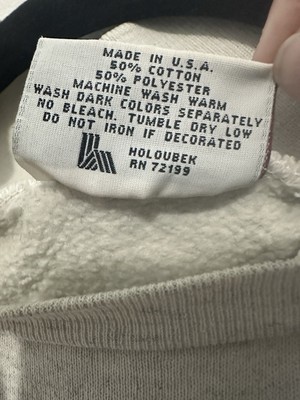 MADE IN U.S.A.
50% COTTON
50% POLYESTER
MACHINE WASH WARM
WASH DARK COLORS SEPARATELY
NO BLEACH. TUMBLE DRY LOW
DO NOT IRON IF DECORATED
HOLOUBEK
RN 72199